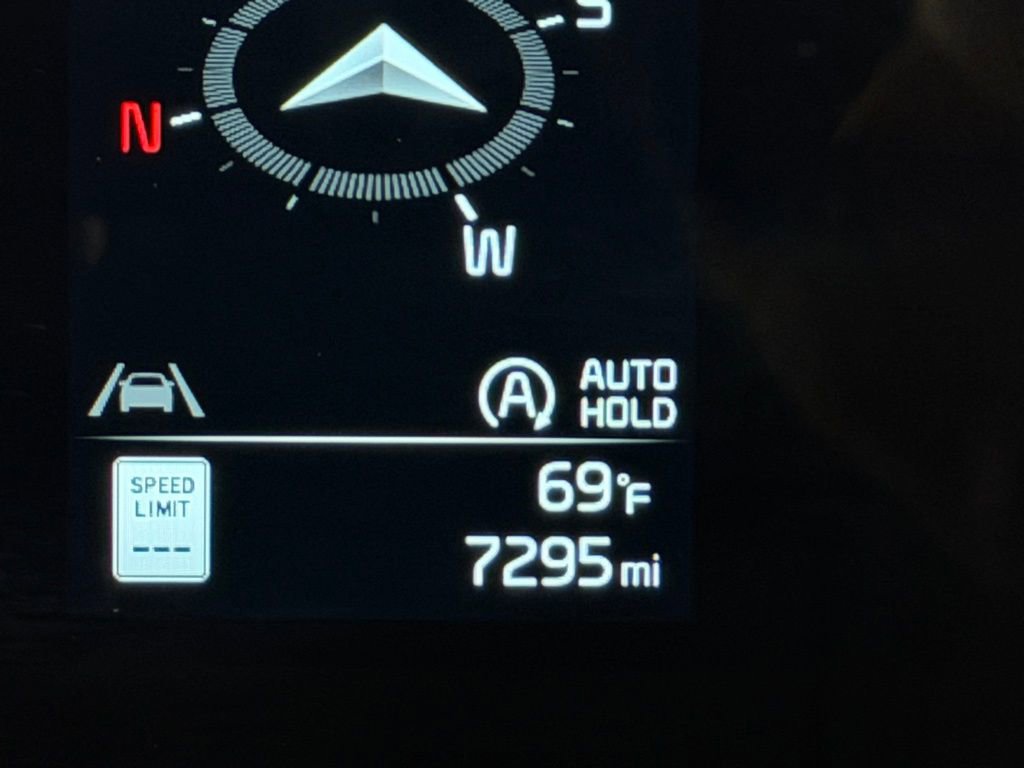 S
N
W
A
AUTO
HOLD
SPEED
LIMIT
---
69°F
7295 mi